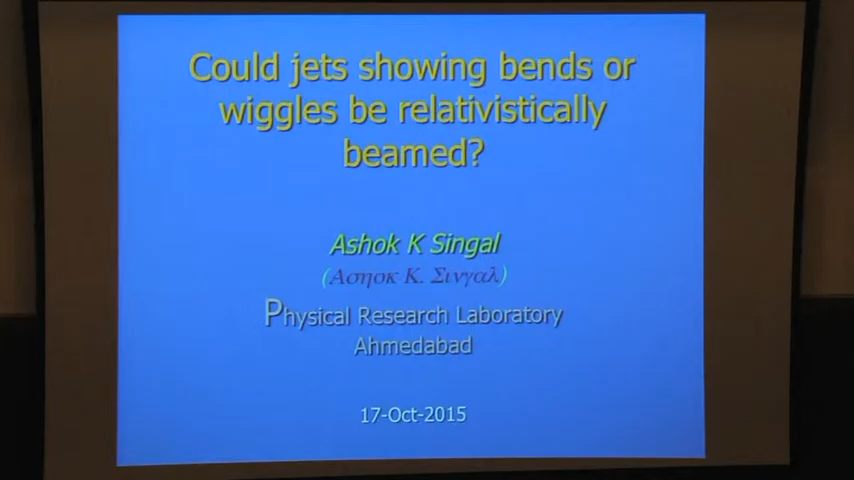 Could jets showing bends or
wiggles be relativistically
beamed?
Ashok K Singal
(Ασηοκ Κ. Σινγαλ)
Physical Research Laboratory
Ahmedabad
17-Oct-2015